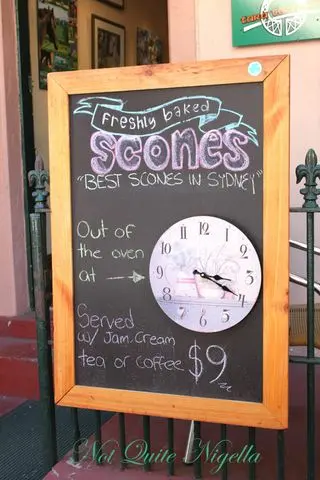 freshly baked
SCONES
"BEST SCONES IN SYDNEY"
Out of
the oven
at
12
1
2
3
4
5
6
7
8
9
10
11
Served
w/ Jam, Cream
tea or coffee $9
Not Quite Nigella